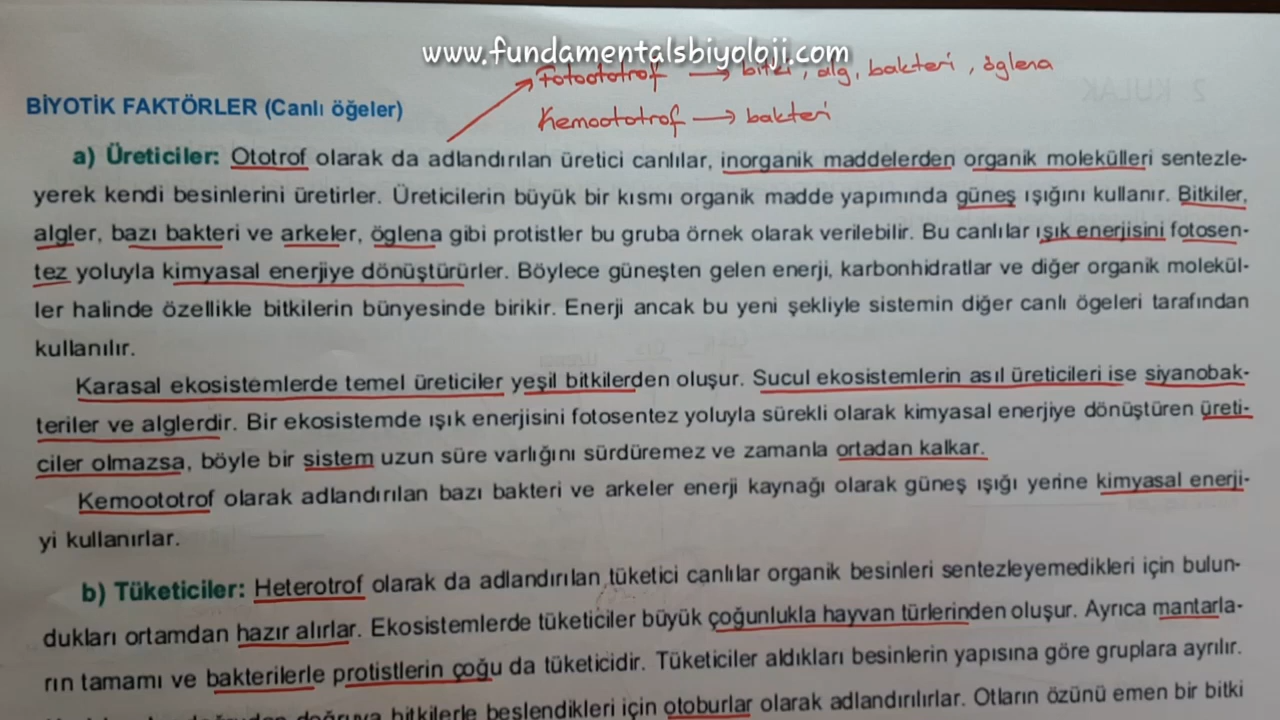 www.fundamentalsbiyoloji.com
Fotoototrof → bitki, alg, bakteri, öglena
BİYOTİK FAKTÖRLER (Canlı öğeler)
Kemoototrof → bakteri
a) Üreticiler: Ototrof olarak da adlandırılan üretici canlılar, inorganik maddelerden organik molekülleri sentezle-
yerek kendi besinlerini üretirler. Üreticilerin büyük bir kısmı organik madde yapımında güneş ışığını kullanır. Bitkiler,
algler, bazı bakteri ve arkeler, öglena gibi protistler bu gruba örnek olarak verilebilir. Bu canlılar ışık enerjisini fotosen-
tez yoluyla kimyasal enerjiye dönüştürürler. Böylece güneşten gelen enerji, karbonhidratlar ve diğer organik molekül-
ler halinde özellikle bitkilerin bünyesinde birikir. Enerji ancak bu yeni şekliyle sistemin diğer canlı ögeleri tarafından
kullanılır.
Karasal ekosistemlerde temel üreticiler yeşil bitkilerden oluşur. Sucul ekosistemlerin asıl üreticileri ise siyanobak-
teriler ve alglerdir. Bir ekosistemde ışık enerjisini fotosentez yoluyla sürekli olarak kimyasal enerjiye dönüştüren üreti-
ciler olmazsa, böyle bir sistem uzun süre varlığını sürdüremez ve zamanla ortadan kalkar.
Kemoototrof olarak adlandırılan bazı bakteri ve arkeler enerji kaynağı olarak güneş ışığı yerine kimyasal enerji-
yi kullanırlar.
b) Tüketiciler: Heterotrof olarak da adlandırılan tüketici canlılar organik besinleri sentezleyemedikleri için bulun-
dukları ortamdan hazır alırlar. Ekosistemlerde tüketiciler büyük çoğunlukla hayvan türlerinden oluşur. Ayrıca mantarla-
rın tamamı ve bakterilerle protistlerin çoğu da tüketicidir. Tüketiciler aldıkları besinlerin yapısına göre gruplara ayrılır.
doğruya bitkilerle beslendikleri için otoburlar olarak adlandırılırlar. Otların özünü emen bir bitki